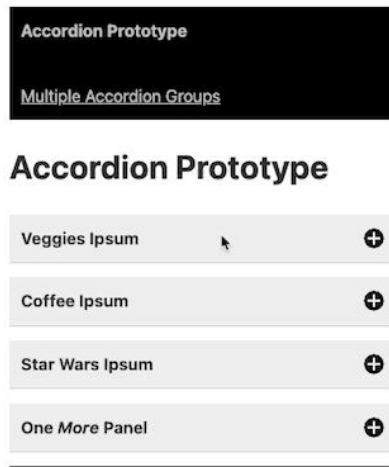 Accordion Prototype
Multiple Accordion Groups
Accordion Prototype
Veggies Ipsum
Coffee Ipsum
Star Wars Ipsum
One More Panel